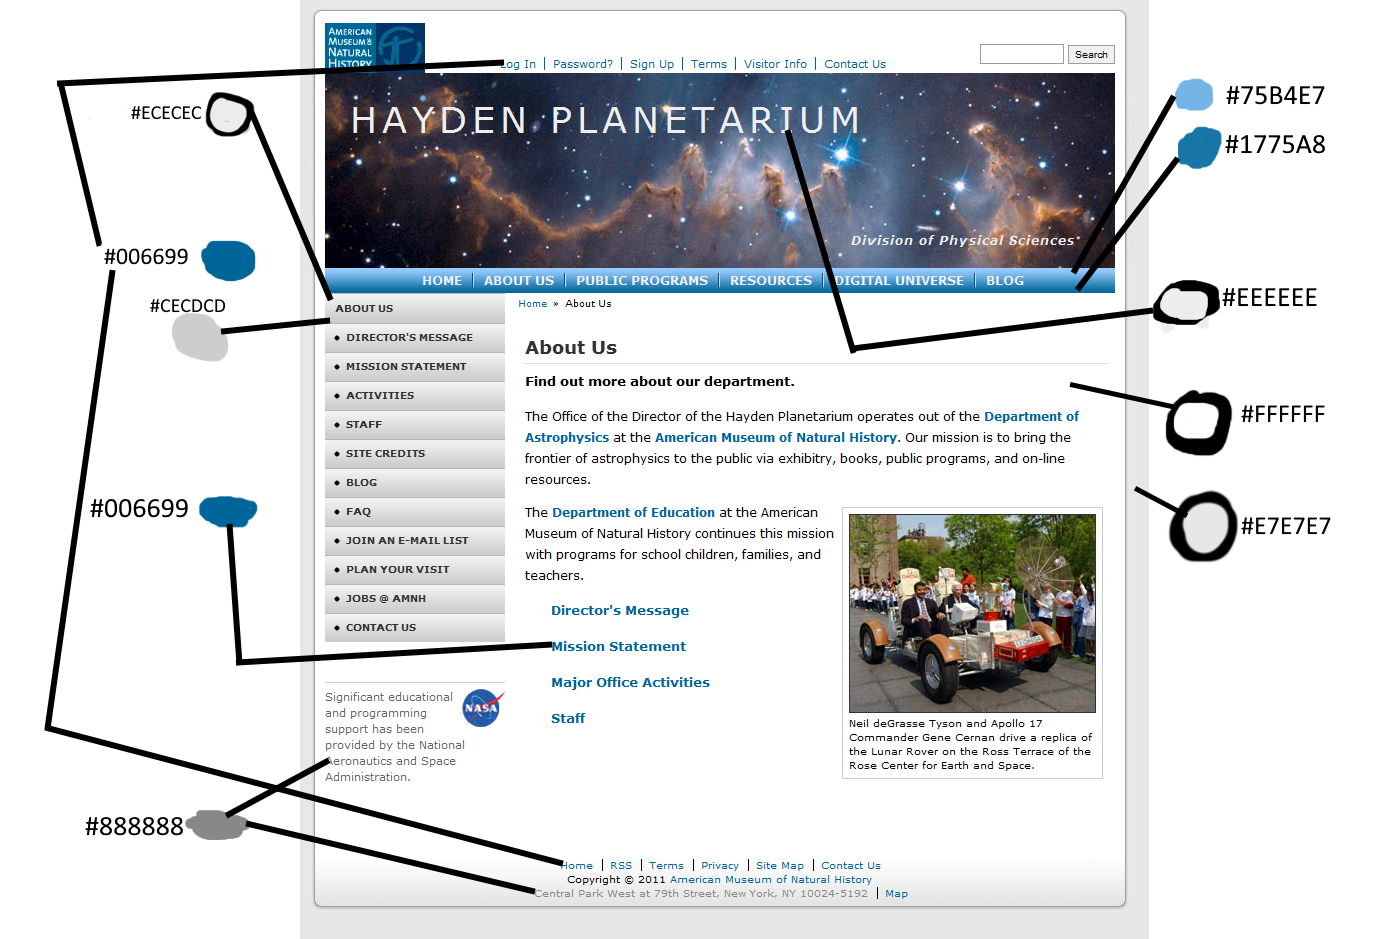 AMERICAN
MUSEUM & 
NATURAL
HISTORY
Log In | Password? | Sign Up | Terms | Visitor Info | Contact Us
Search
#ECECEC
HAYDEN PLANETARIUM
#75B4E7
#1775A8
Division of Physical Sciences
#006699
HOME | ABOUT US | PUBLIC PROGRAMS | RESOURCES | DIGITAL UNIVERSE | BLOG
#CECDCD
#EEEEEE
Home » About Us
ABOUT US
• DIRECTOR'S MESSAGE
• MISSION STATEMENT
• ACTIVITIES
• STAFF
• SITE CREDITS
• BLOG
• FAQ
• JOIN AN E-MAIL LIST
• PLAN YOUR VISIT
• JOBS @ AMNH
• CONTACT US
About Us
Find out more about our department.
#FFFFFF
The Office of the Director of the Hayden Planetarium operates out of the Department of
Astrophysics at the American Museum of Natural History. Our mission is to bring the
frontier of astrophysics to the public via exhibitry, books, public programs, and on-line
resources.
#006699
The Department of Education at the American
Museum of Natural History continues this mission
with programs for school children, families, and
teachers.
#E7E7E7
Director's Message
Mission Statement
Major Office Activities
Staff
Neil deGrasse Tyson and Apollo 17
Commander Gene Cernan drive a replica of
the Lunar Rover on the Ross Terrace of the
Rose Center for Earth and Space.
Significant educational
and programming
support has been
provided by the National
Aeronautics and Space
Administration.
NASA
#888888
Home | RSS | Terms | Privacy | Site Map | Contact Us
Copyright © 2011 American Museum of Natural History
Central Park West at 79th Street, New York, NY 10024-5192 | Map